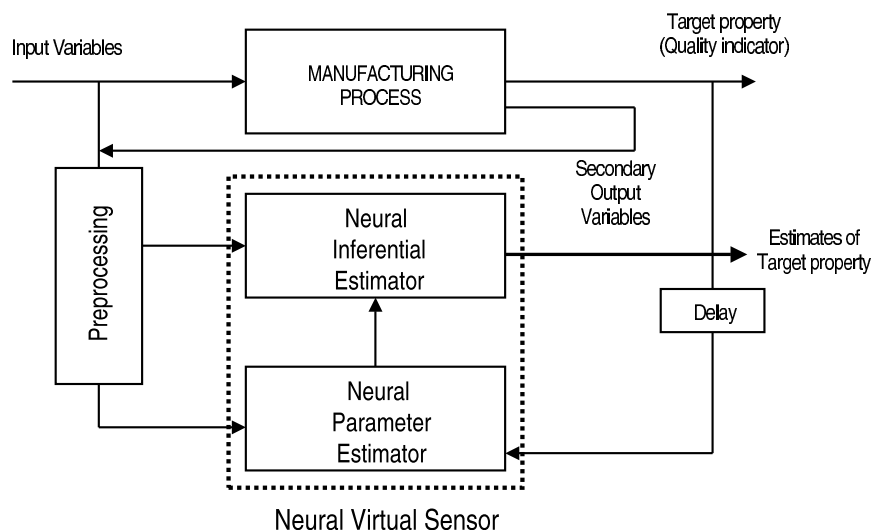 Input Variables
MANUFACTURING
PROCESS
Target property
(Quality indicator)
Secondary
Output
Variables
Preprocessing
Neural
Inferential
Estimator
Estimates of
Target property
Delay
Neural
Parameter
Estimator
Neural Virtual Sensor